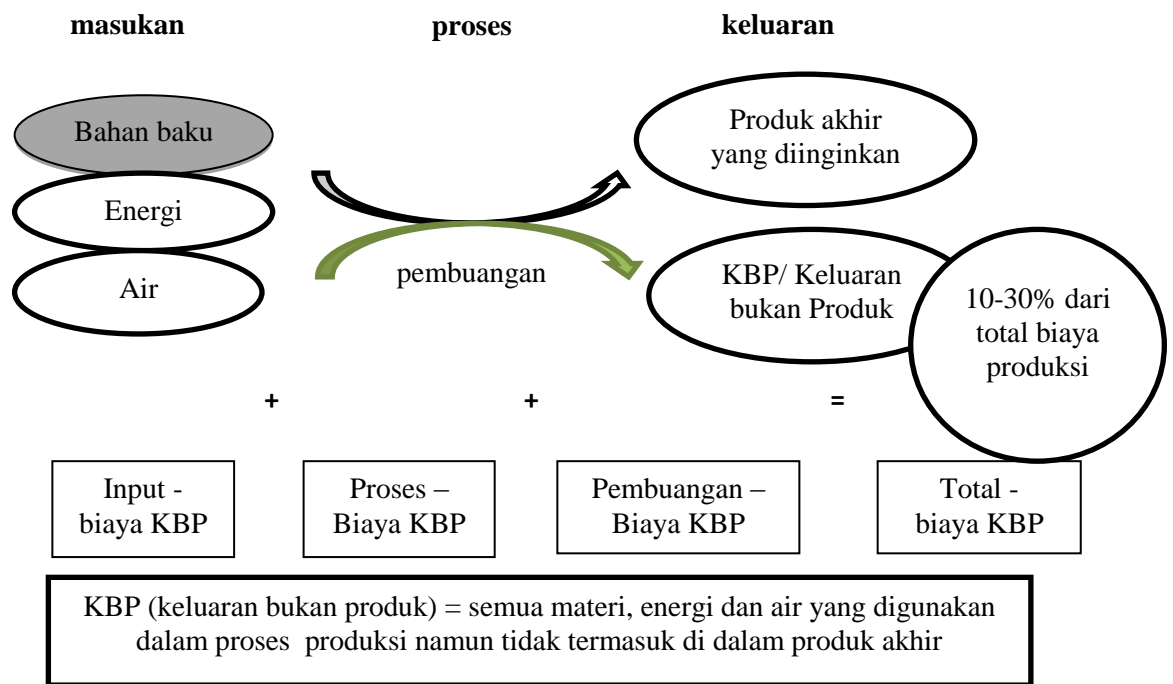 masukan
proses
keluaran
Bahan baku
Energi
Air
pembuangan
Produk akhir
yang diinginkan
KBP/ Keluaran
bukan Produk
10-30% dari
total biaya
produksi
+
+
=
Input -
biaya KBP
Proses –
Biaya KBP
Pembuangan –
Biaya KBP
Total -
biaya KBP
KBP (keluaran bukan produk) = semua materi, energi dan air yang digunakan
dalam proses  produksi namun tidak termasuk di dalam produk akhir